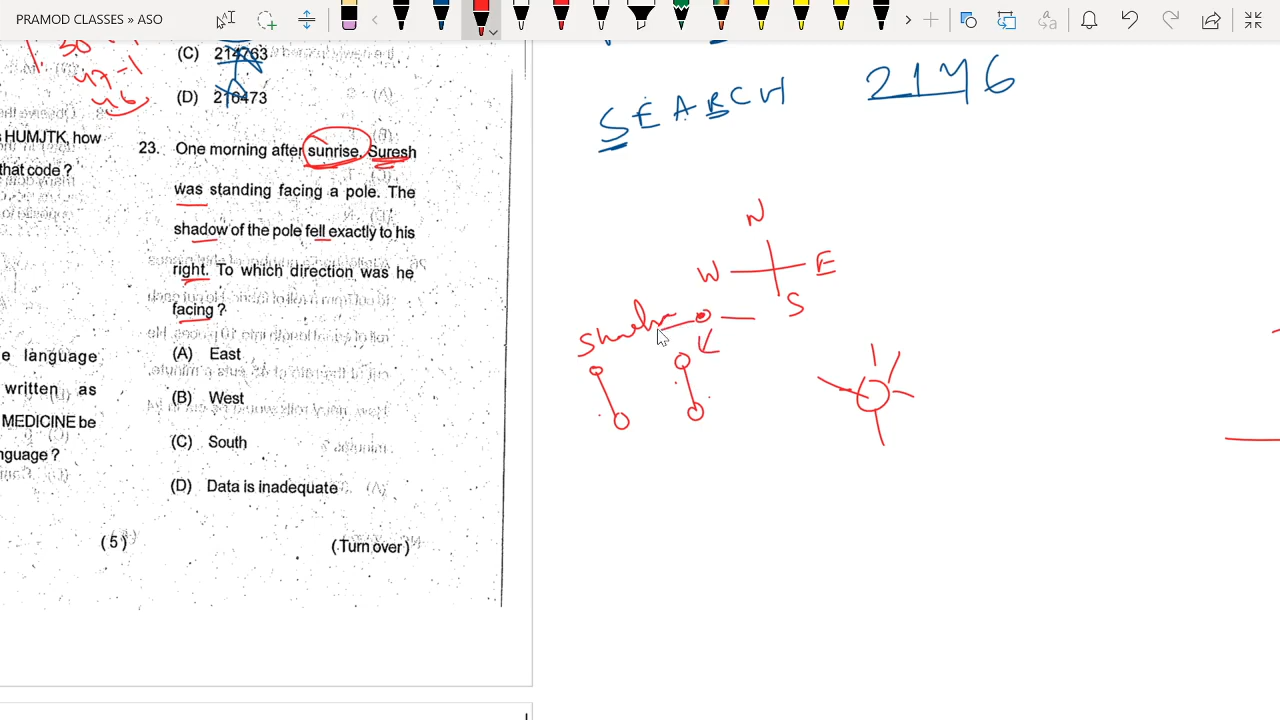 PRAMOD CLASSES » ASO
(C) 214763
(D) 216473
HUMJTK, how
that code ?
23. One morning after sunrise, Suresh
was standing facing a pole. The
shadow of the pole fell exactly to his
right. To which direction was he
facing ?
(A) East
(B) West
(C) South
(D) Data is inadequate
e language
written as
MEDICINE be
nguage ?
(5)
(Turn over)
SEARCH 2146
N
W E
S